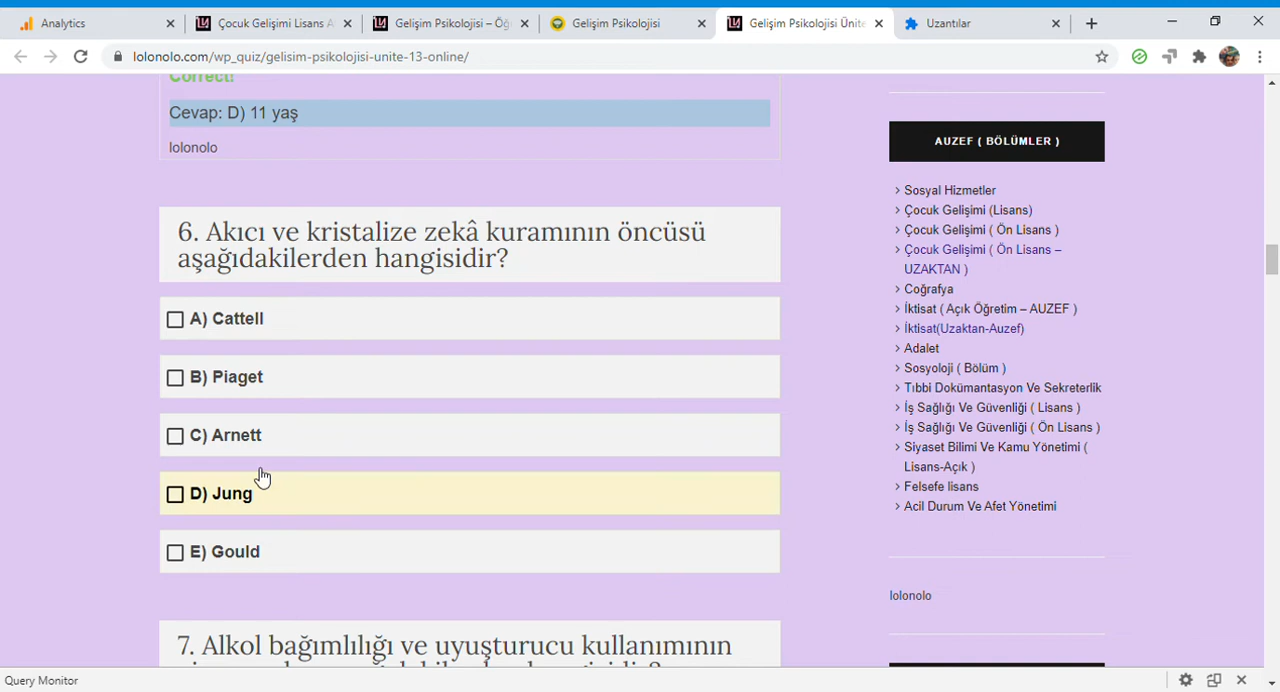 Analytics
Çocuk Gelişimi Lisans A
Gelişim Psikolojisi – Öğ
Gelişim Psikolojisi
Gelişim Psikolojisi Ünite
Uzantılar
lolonolo.com/wp_quiz/gelisim-psikolojisi-unite-13-online/
Correct!
Cevap: D) 11 yaş
lolonolo
6. Akıcı ve kristalize zekâ kuramının öncüsü
aşağıdakilerden hangisidir?
A) Cattell
B) Piaget
C) Arnett
D) Jung
E) Gould
7. Alkol bağımlılığı ve uyuşturucu kullanımının
AUZEF ( BÖLÜMLER )
Sosyal Hizmetler
Çocuk Gelişimi (Lisans)
Çocuk Gelişimi ( Ön Lisans )
Çocuk Gelişimi ( Ön Lisans –
UZAKTAN )
Coğrafya
İktisat ( Açık Öğretim – AUZEF )
İktisat(Uzaktan-Auzef)
Adalet
Sosyoloji ( Bölüm )
Tıbbi Dokümantasyon Ve Sekreterlik
İş Sağlığı Ve Güvenliği ( Lisans )
İş Sağlığı Ve Güvenliği ( Ön Lisans )
Siyaset Bilimi Ve Kamu Yönetimi (
Lisans-Açık )
Felsefe lisans
Acil Durum Ve Afet Yönetimi
lolonolo
Query Monitor